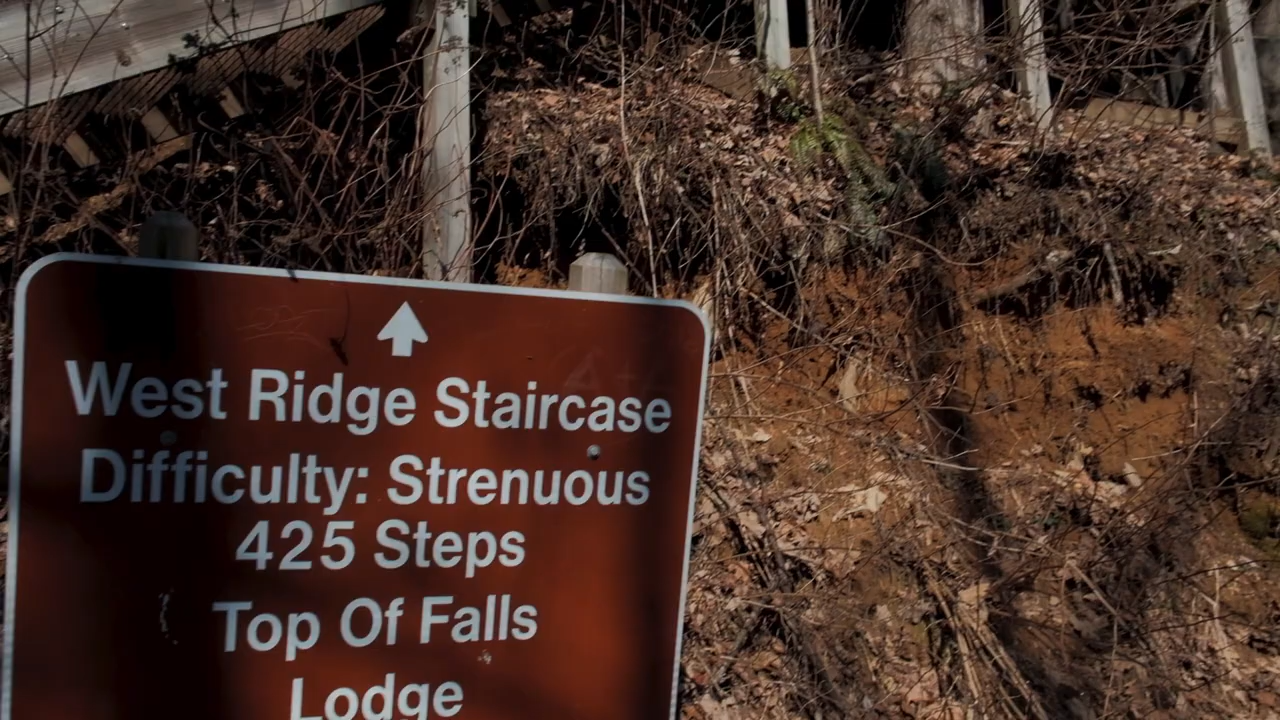 West Ridge Staircase
Difficulty: Strenuous
425 Steps
Top Of Falls
Lodge